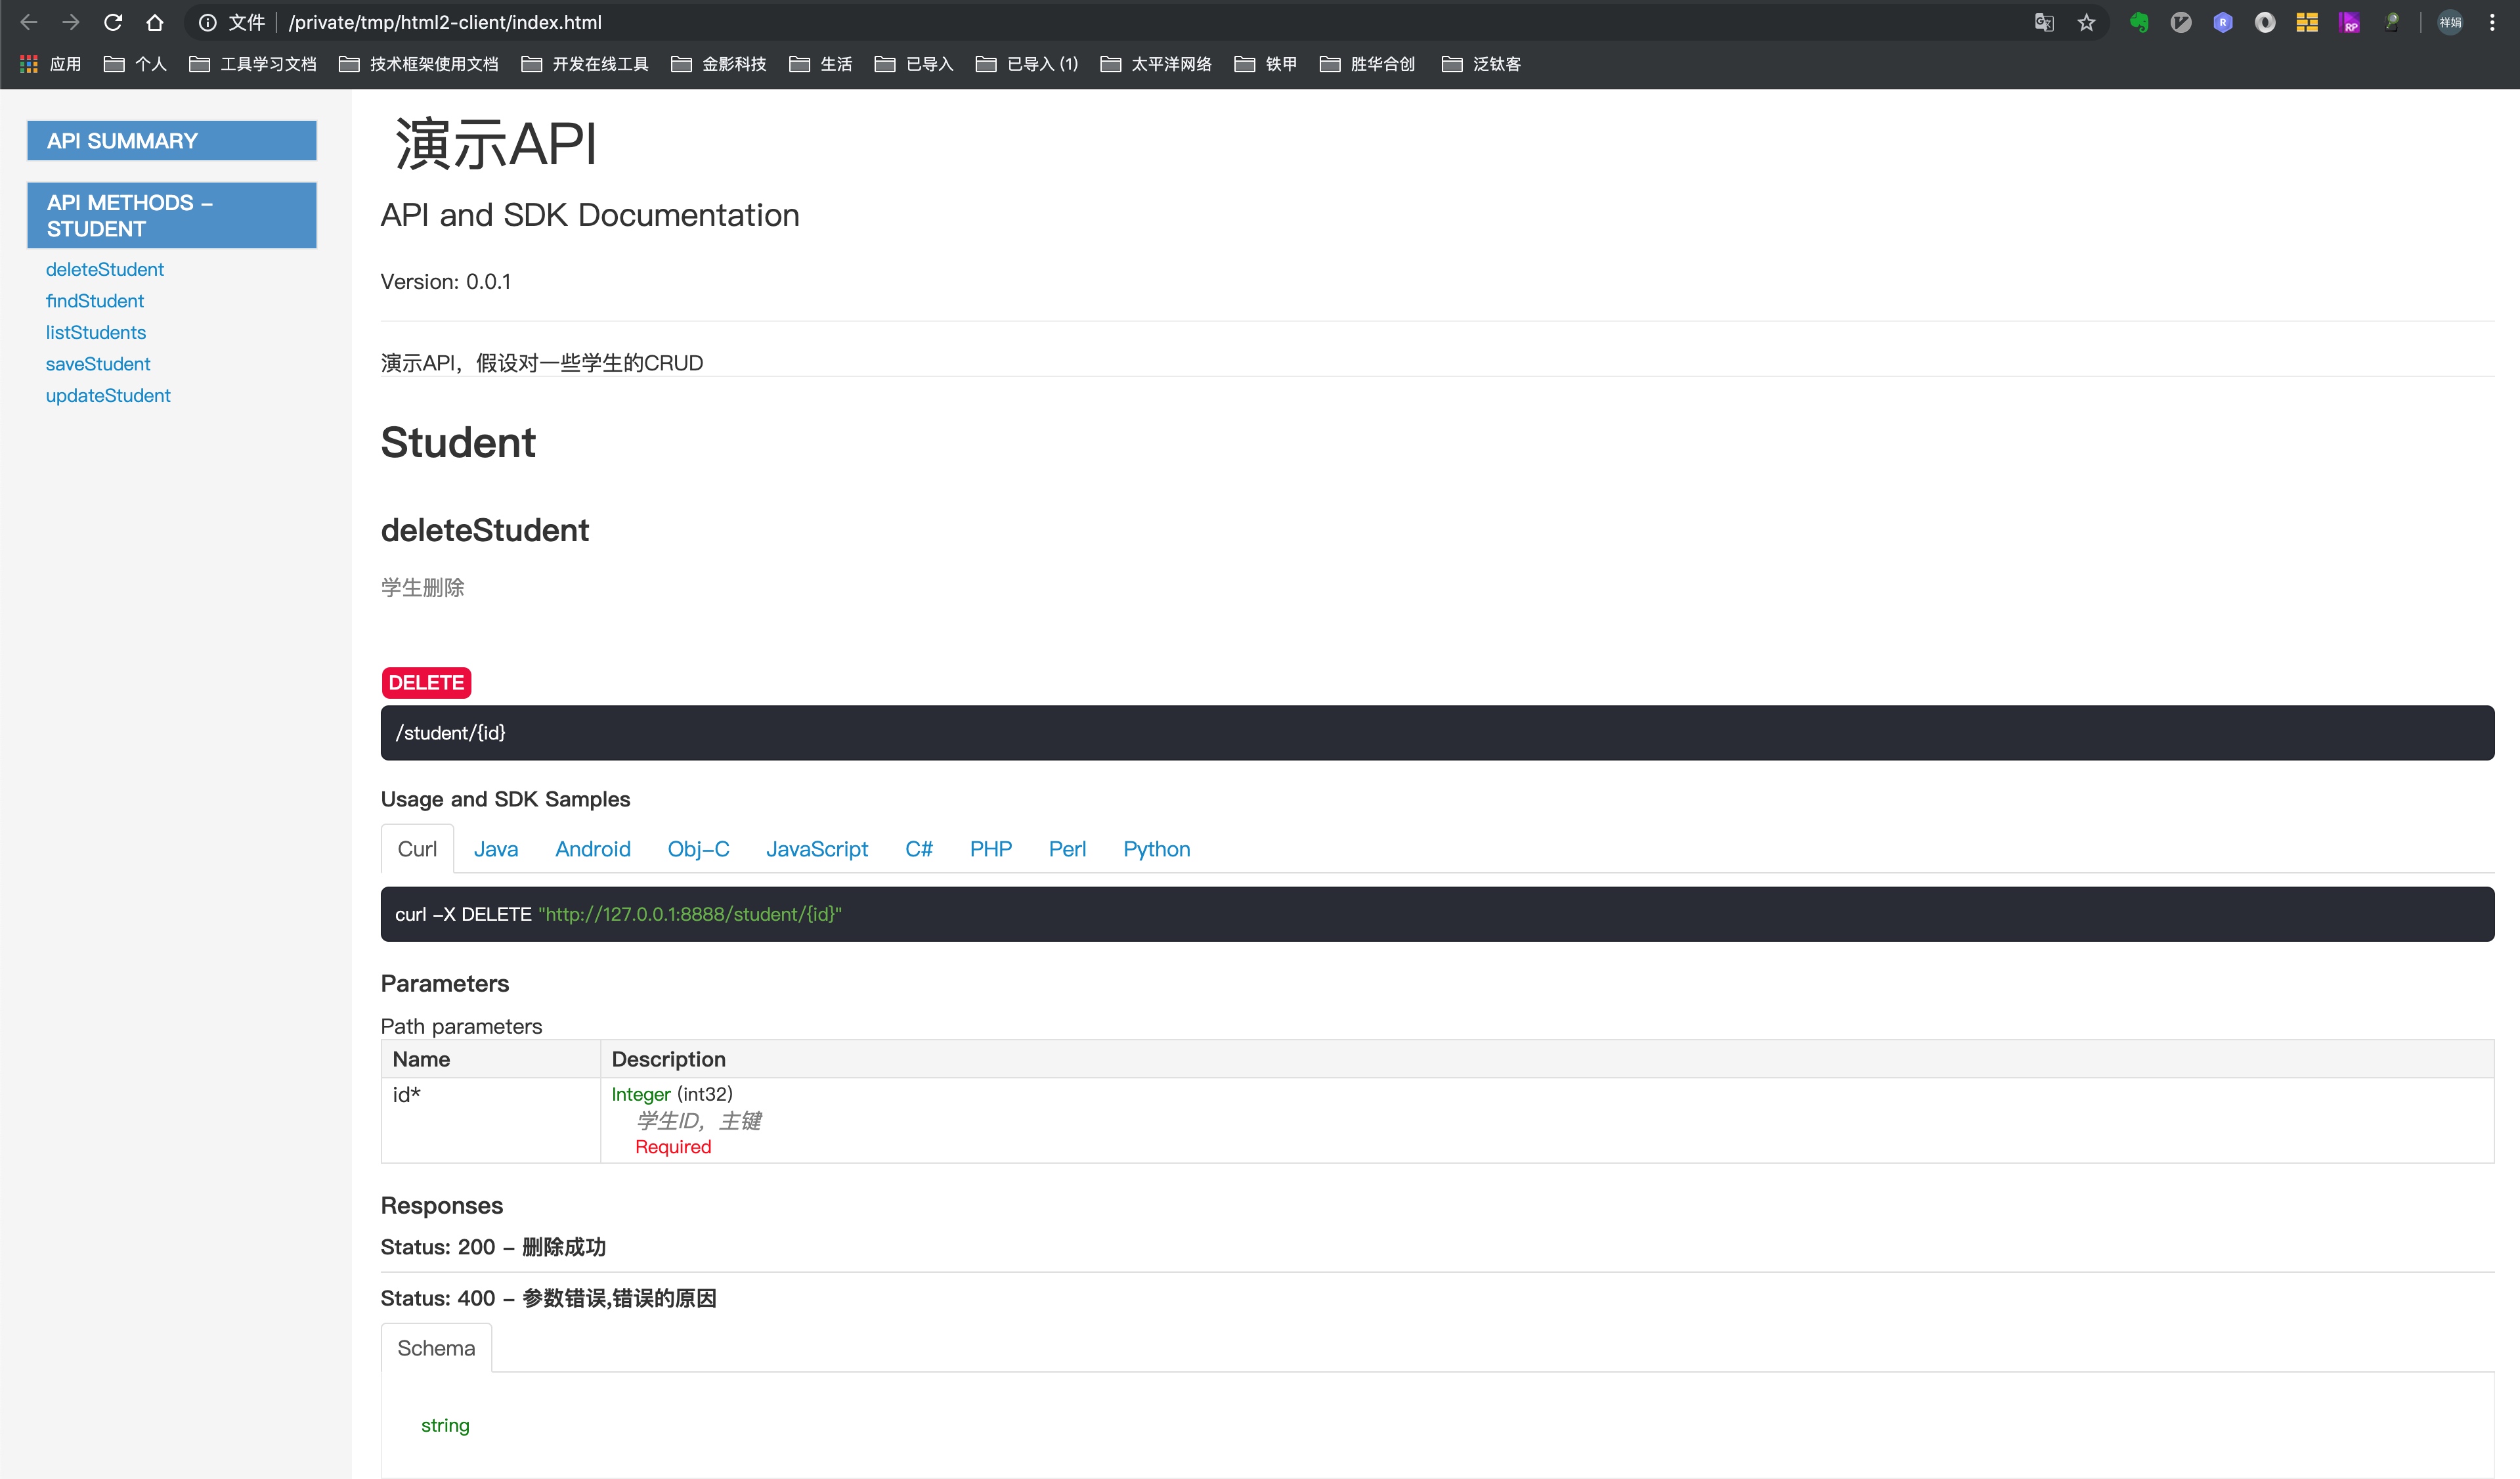 文件 /private/tmp/html2-client/index.html 祥娟
应用 个人 工具学习文档 技术框架使用文档 开发在线工具 金影科技 生活 已导入 已导入 (1) 太平洋网络 铁甲 胜华合创 泛钛客
API SUMMARY
API METHODS - STUDENT
deleteStudent
findStudent
listStudents
saveStudent
updateStudent
演示API
API and SDK Documentation
Version: 0.0.1
演示API，假设对一些学生的CRUD
Student
deleteStudent
学生删除
DELETE
/student/{id}
Usage and SDK Samples
Curl Java Android Obj-C JavaScript C# PHP Perl Python
curl -X DELETE "http://127.0.0.1:8888/student/{id}"
Parameters
Path parameters
Name Description
id* Integer (int32)
学生ID，主键
Required
Responses
Status: 200 - 删除成功
Status: 400 - 参数错误,错误的原因
Schema
string